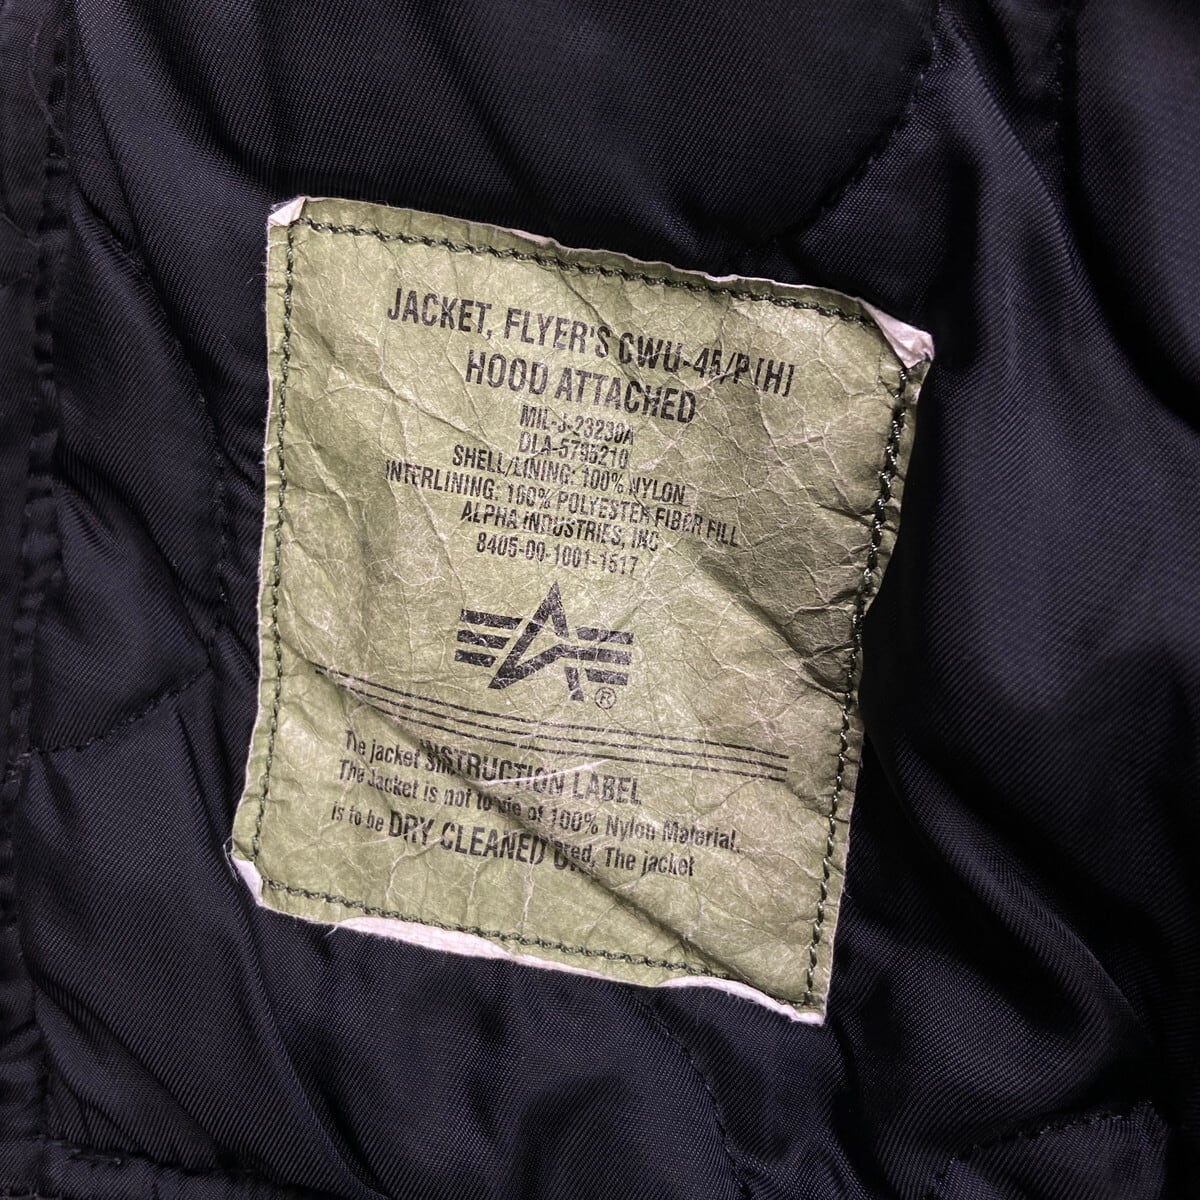 JACKET, FLYER'S CWU-45/P [H]
HOOD ATTACHED
MIL-J-23230A
DLA-5795210
SHELL/LINING: 100% NYLON
INTERLINING: 100% POLYESTER FIBER FILL
ALPHA INDUSTRIES, INC
8405-00-1001-1517
®
INSTRUCTION LABEL
The jacket is not to of 100% Nylon Material.
is to be DRY CLEANED The jacket